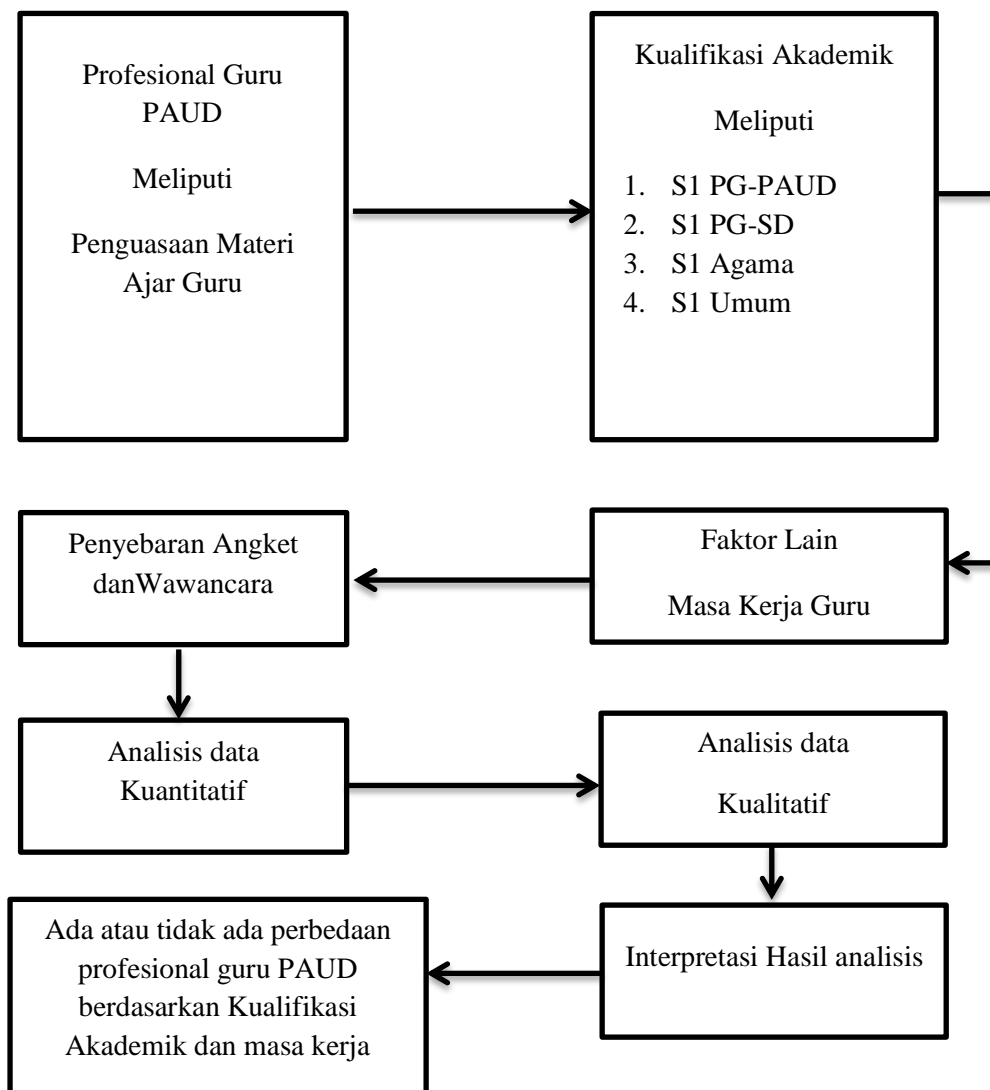 Profesional Guru
PAUD
Meliputi
Penguasaan Materi
Ajar Guru
Kualifikasi Akademik
Meliputi
1. S1 PG-PAUD
2. S1 PG-SD
3. S1 Agama
4. S1 Umum
Faktor Lain
Masa Kerja Guru
Penyebaran Angket
danWawancara
Analisis data
Kuantitatif
Analisis data
Kualitatif
Interpretasi Hasil analisis
Ada atau tidak ada perbedaan
profesional guru PAUD
berdasarkan Kualifikasi
Akademik dan masa kerja